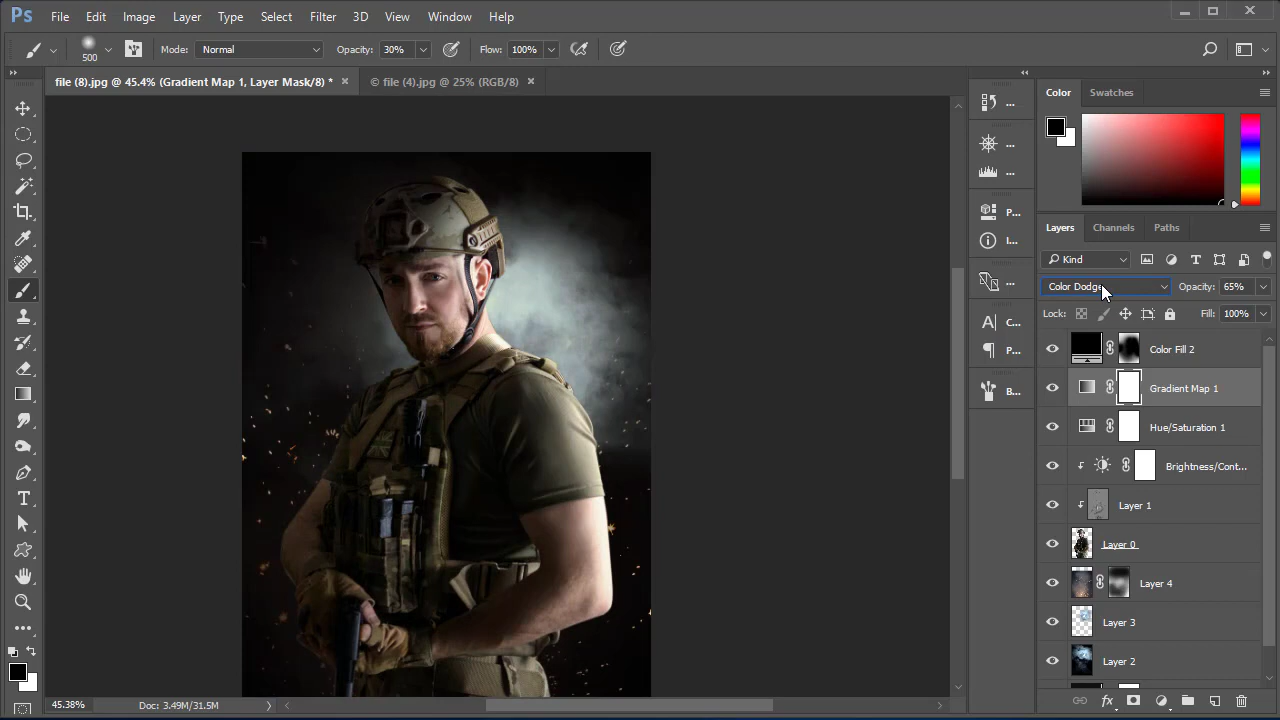 Ps File Edit Image Layer Type Select Filter 3D View Window Help
500 Mode: Normal Opacity: 30% Flow: 100%
file (8).jpg @ 45.4% (Gradient Map 1, Layer Mask/8) * × © file (4).jpg @ 25% (RGB/8) ×
Color Swatches
...
...
...
P...
I...
...
C...
P...
B...
Layers Channels Paths
Kind
Color Dodge Opacity: 65%
Lock: Fill: 100%
Color Fill 2
Gradient Map 1
Hue/Saturation 1
Brightness/Cont...
Layer 1
Layer 0
Layer 4
Layer 3
Layer 2
fx
45.38% Doc: 3.49M/31.5M